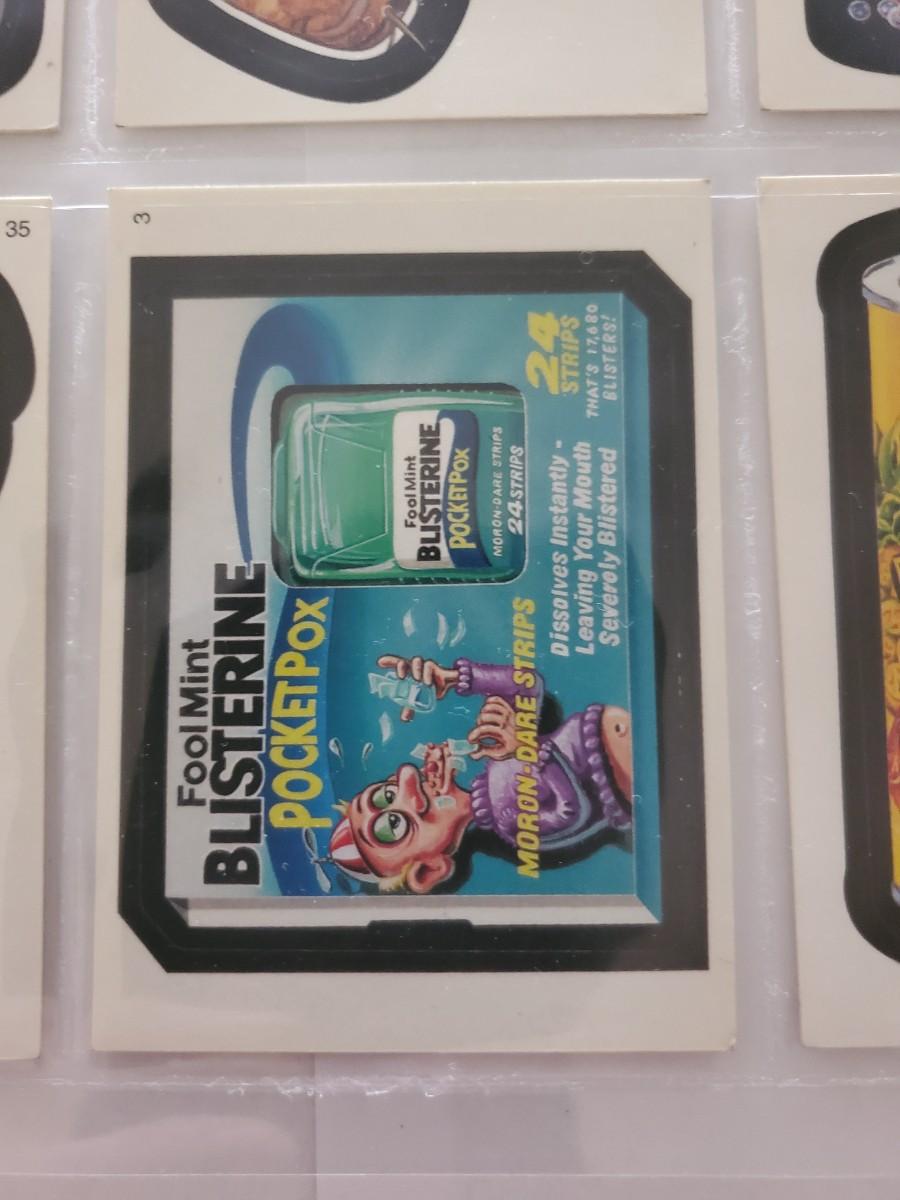 35
3
Fool Mint
BLISTERINE
POCKETPOX
Fool Mint
BLISTERINE
POCKETPOX
MORON-DARE STRIPS
24 STRIPS
MORON-DARE STRIPS
Dissolves Instantly -
Leaving Your Mouth
Severely Blistered
24
STRIPS
THAT'S 17,680
BLISTERS!